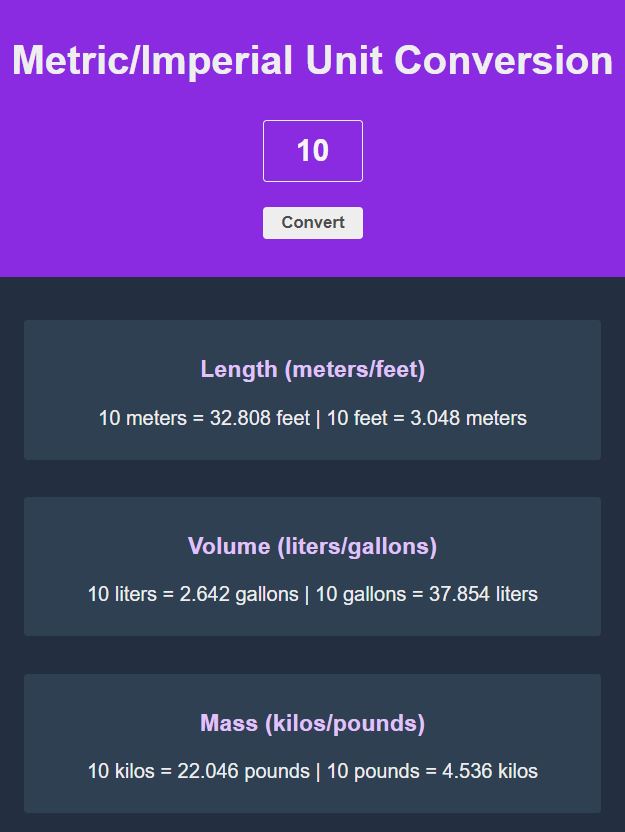 Metric/Imperial Unit Conversion
10
Convert
Length (meters/feet)
10 meters = 32.808 feet | 10 feet = 3.048 meters
Volume (liters/gallons)
10 liters = 2.642 gallons | 10 gallons = 37.854 liters
Mass (kilos/pounds)
10 kilos = 22.046 pounds | 10 pounds = 4.536 kilos